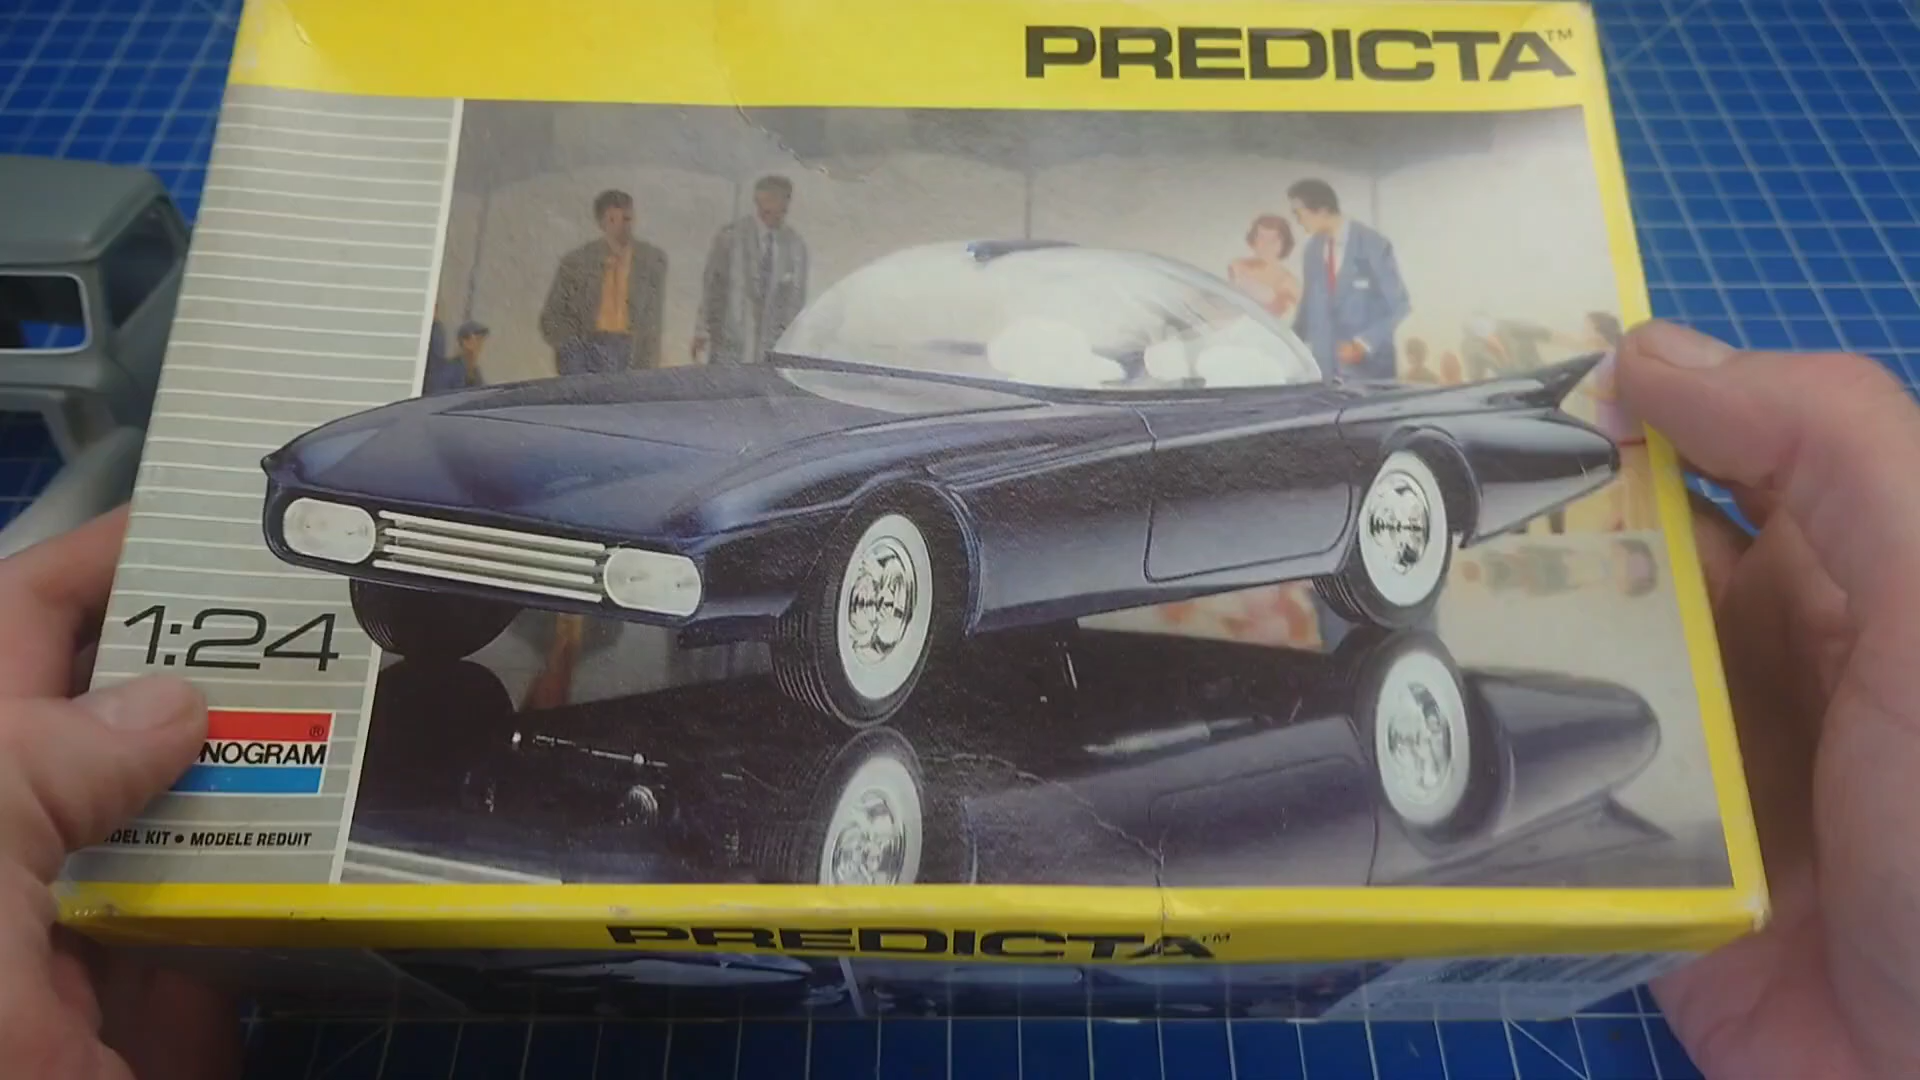 PREDICTA™
1:24
NOGRAM®
DEL KIT • MODELE REDUIT
PREDICTA™